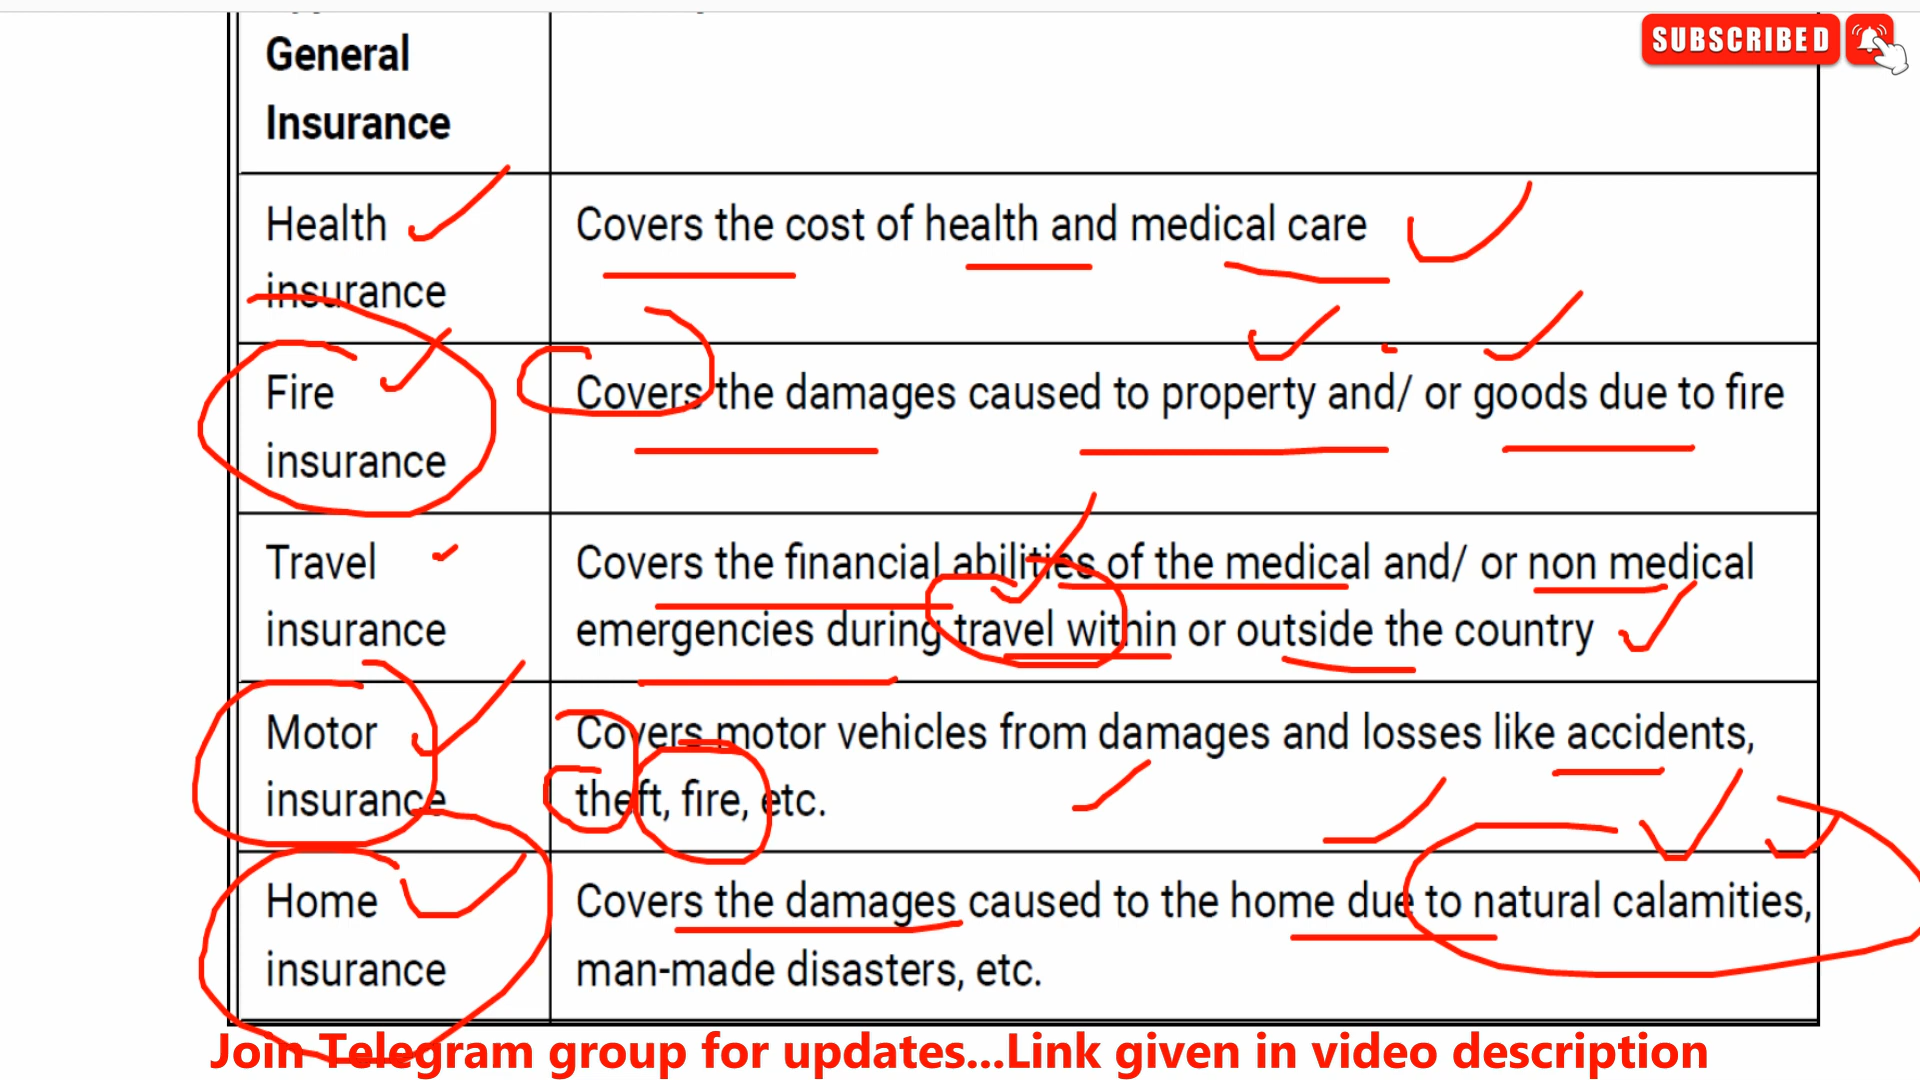 SUBSCRIBED
General
Insurance
Health
insurance
Covers the cost of health and medical care
Fire
insurance
Covers the damages caused to property and/ or goods due to fire
Travel
insurance
Covers the financial abilities of the medical and/ or non medical
emergencies during travel within or outside the country
Motor
insurance
Covers motor vehicles from damages and losses like accidents,
theft, fire, etc.
Home
insurance
Covers the damages caused to the home due to natural calamities,
man-made disasters, etc.
Join Telegram group for updates...Link given in video description